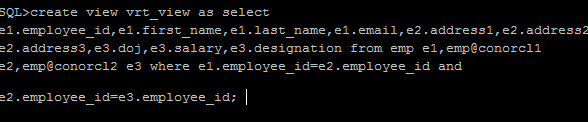 SQL>create view vrt_view as select
e1.employee_id,e1.first_name,e1.last_name,e1.email,e2.address1,e2.address2
e2.address3,e3.doj,e3.salary,e3.designation from emp e1,emp@conorcl1
e2,emp@conorcl2 e3 where e1.employee_id=e2.employee_id and
e2.employee_id=e3.employee_id;